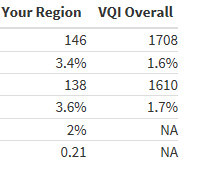 Your Region VQI Overall
146 1708
3.4% 1.6%
138 1610
3.6% 1.7%
2% NA
0.21 NA